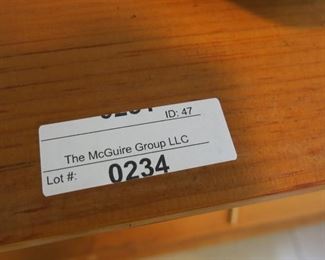 ID: 47
The McGuire Group LLC
Lot #: 0234